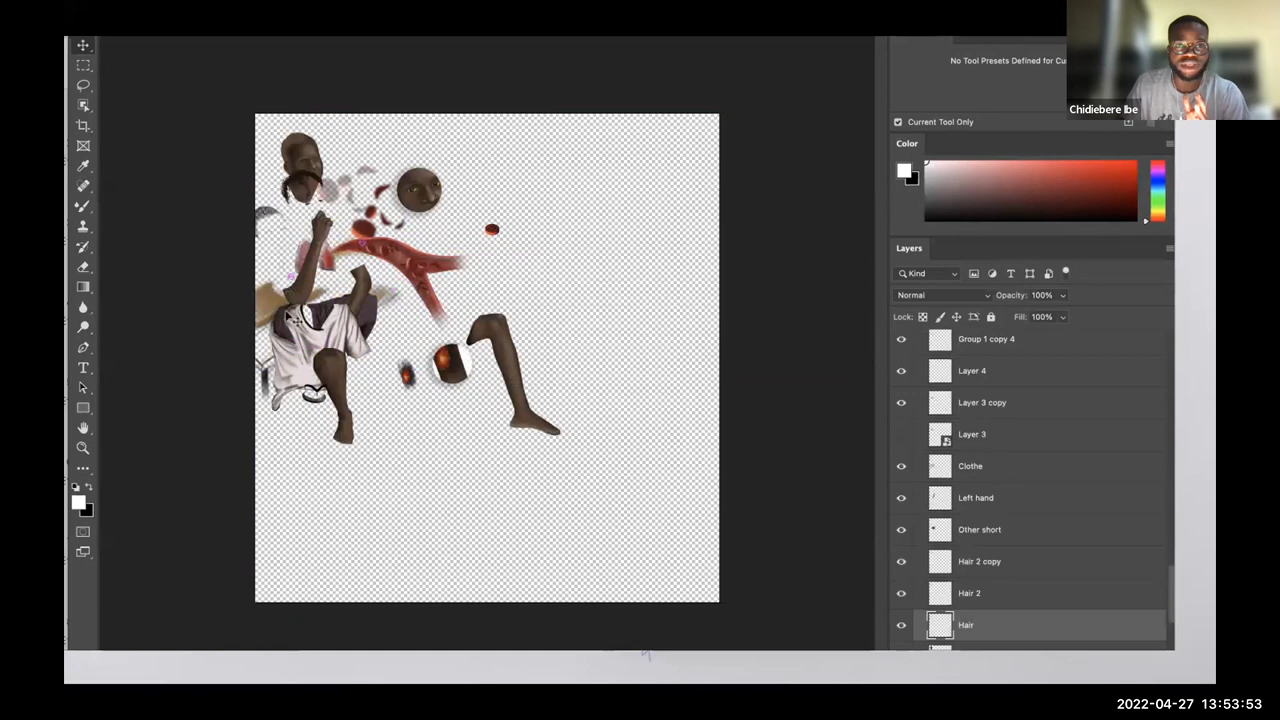 No Tool Presets Defined for Cu
Chidiebere Ibe
Current Tool Only
Color
Layers
Kind
Normal
Opacity: 100%
Lock:
Fill: 100%
Group 1 copy 4
Layer 4
Layer 3 copy
Layer 3
Clothe
Left hand
Other short
Hair 2 copy
Hair 2
Hair
2022-04-27 13:53:53